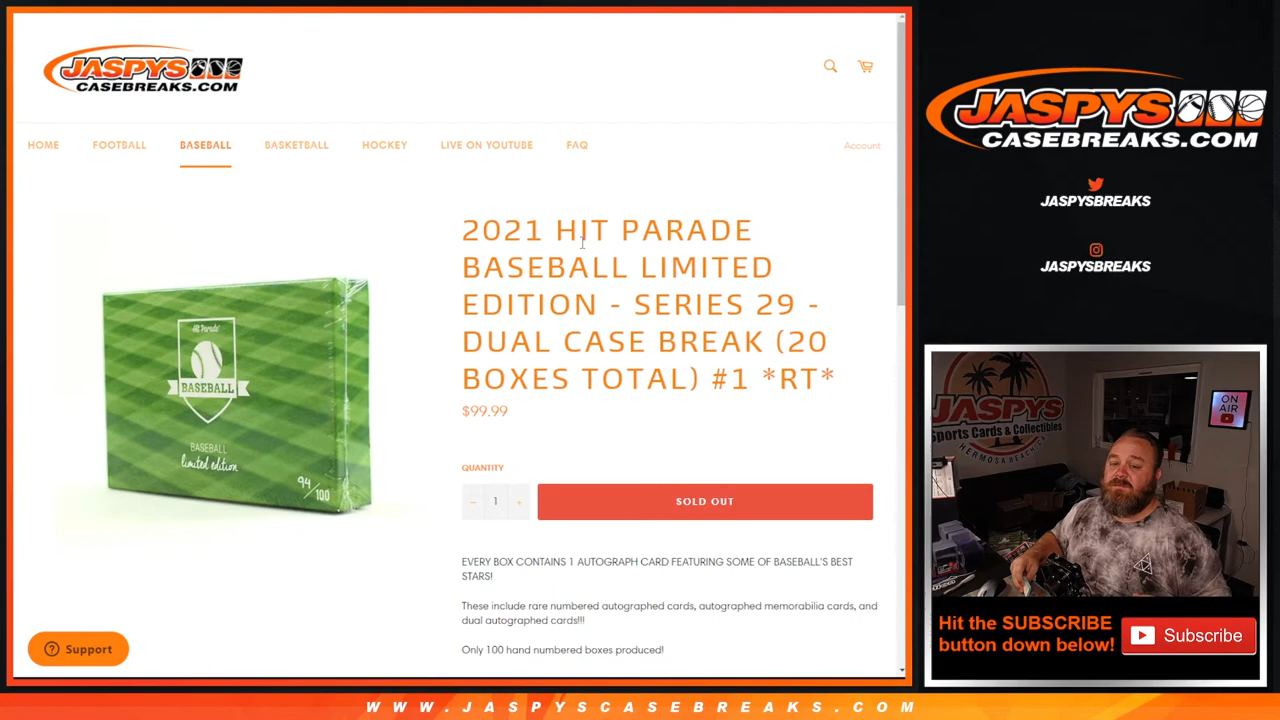 JASPYS
CASEBREAKS.COM
HOME
FOOTBALL
BASEBALL
BASKETBALL
HOCKEY
LIVE ON YOUTUBE
FAQ
Account
2021 HIT PARADE
BASEBALL LIMITED
EDITION - SERIES 29 -
DUAL CASE BREAK (20
BOXES TOTAL) #1 *RT*
$99.99
QUANTITY
−
1
+
SOLD OUT
EVERY BOX CONTAINS 1 AUTOGRAPH CARD FEATURING SOME OF BASEBALL'S BEST
STARS!
These include rare numbered autographed cards, autographed memorabilia cards, and
dual autographed cards!!!
Only 100 hand numbered boxes produced!
Hit Parade
BASEBALL
BASEBALL
limited edition
94/100
? Support
JASPYS
CASEBREAKS.COM
JASPYSBREAKS
JASPYSBREAKS
JASPYS
Sports Cards & Collectibles
HERMOSA BEACH, CA
ON
AIR
Hit the SUBSCRIBE
button down below!
Subscribe
WWW.JASPYSCASEBREAKS.COM